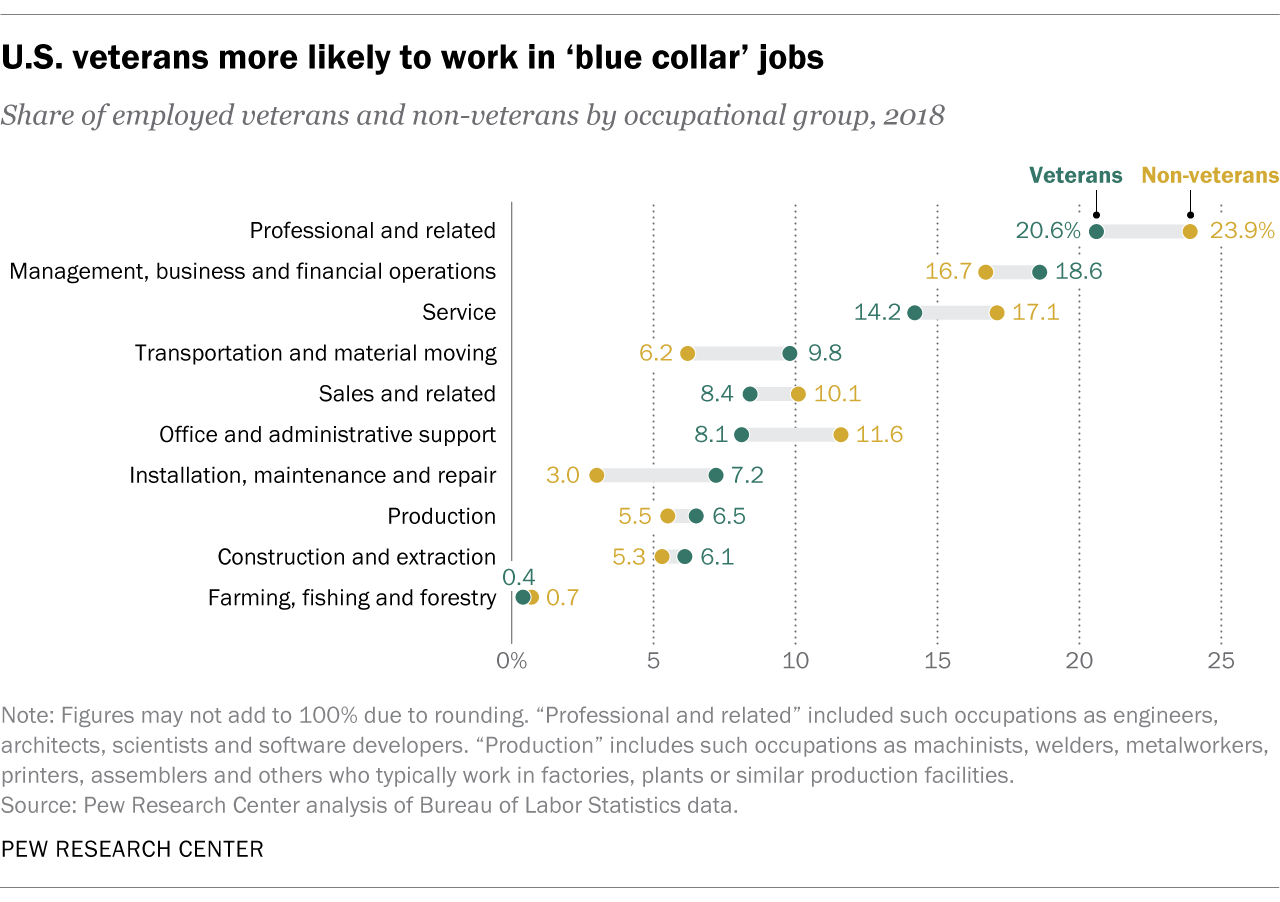 U.S. veterans more likely to work in ‘blue collar’ jobs
Share of employed veterans and non-veterans by occupational group, 2018
Veterans Non-veterans
Professional and related 20.6% 23.9%
Management, business and financial operations 16.7 18.6
Service 14.2 17.1
Transportation and material moving 6.2 9.8
Sales and related 8.4 10.1
Office and administrative support 8.1 11.6
Installation, maintenance and repair 3.0 7.2
Production 5.5 6.5
Construction and extraction 5.3 6.1
0.4
Farming, fishing and forestry 0.7
0% 5 10 15 20 25
Note: Figures may not add to 100% due to rounding. “Professional and related” included such occupations as engineers,
architects, scientists and software developers. “Production” includes such occupations as machinists, welders, metalworkers,
printers, assemblers and others who typically work in factories, plants or similar production facilities.
Source: Pew Research Center analysis of Bureau of Labor Statistics data.
PEW RESEARCH CENTER